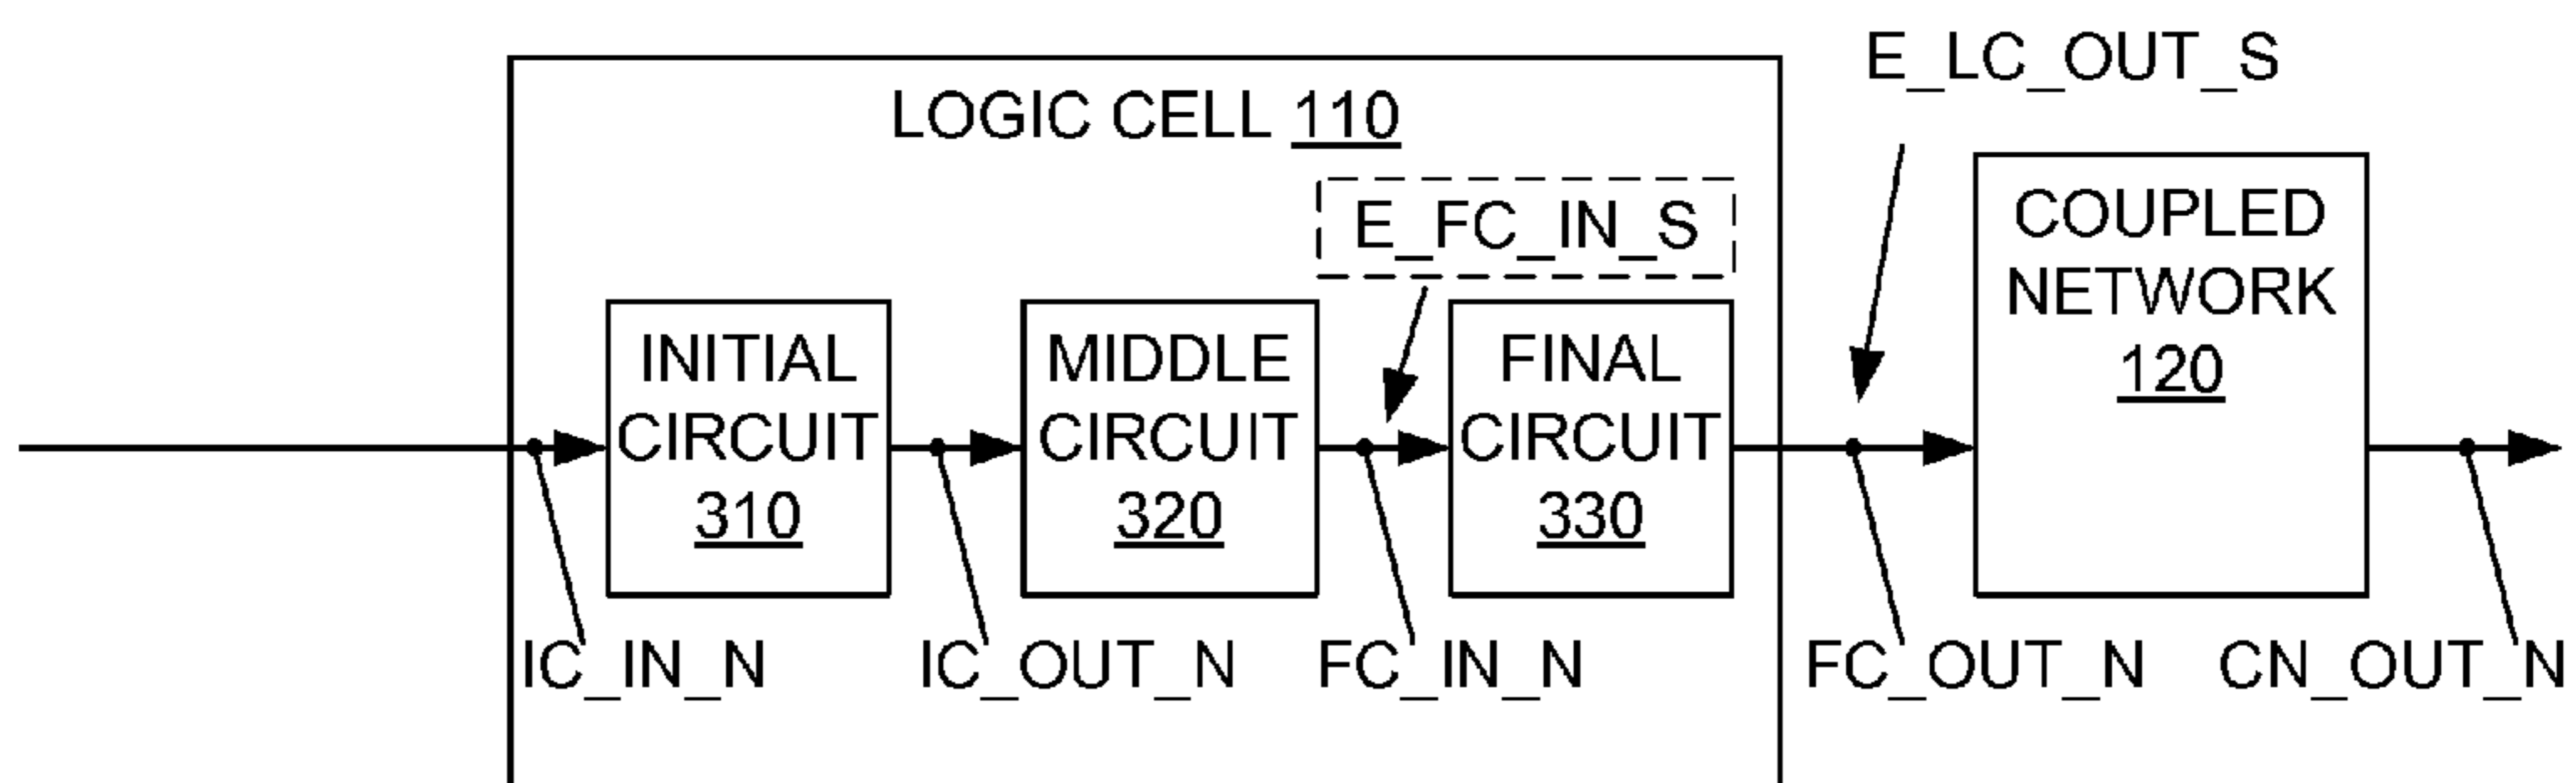 E_LC_OUT_S
LOGIC CELL 110
E_FC_IN_S
COUPLED
NETWORK
120
INITIAL
CIRCUIT
310
MIDDLE
CIRCUIT
320
FINAL
CIRCUIT
330
IC_IN_N
IC_OUT_N
FC_IN_N
FC_OUT_N
CN_OUT_N